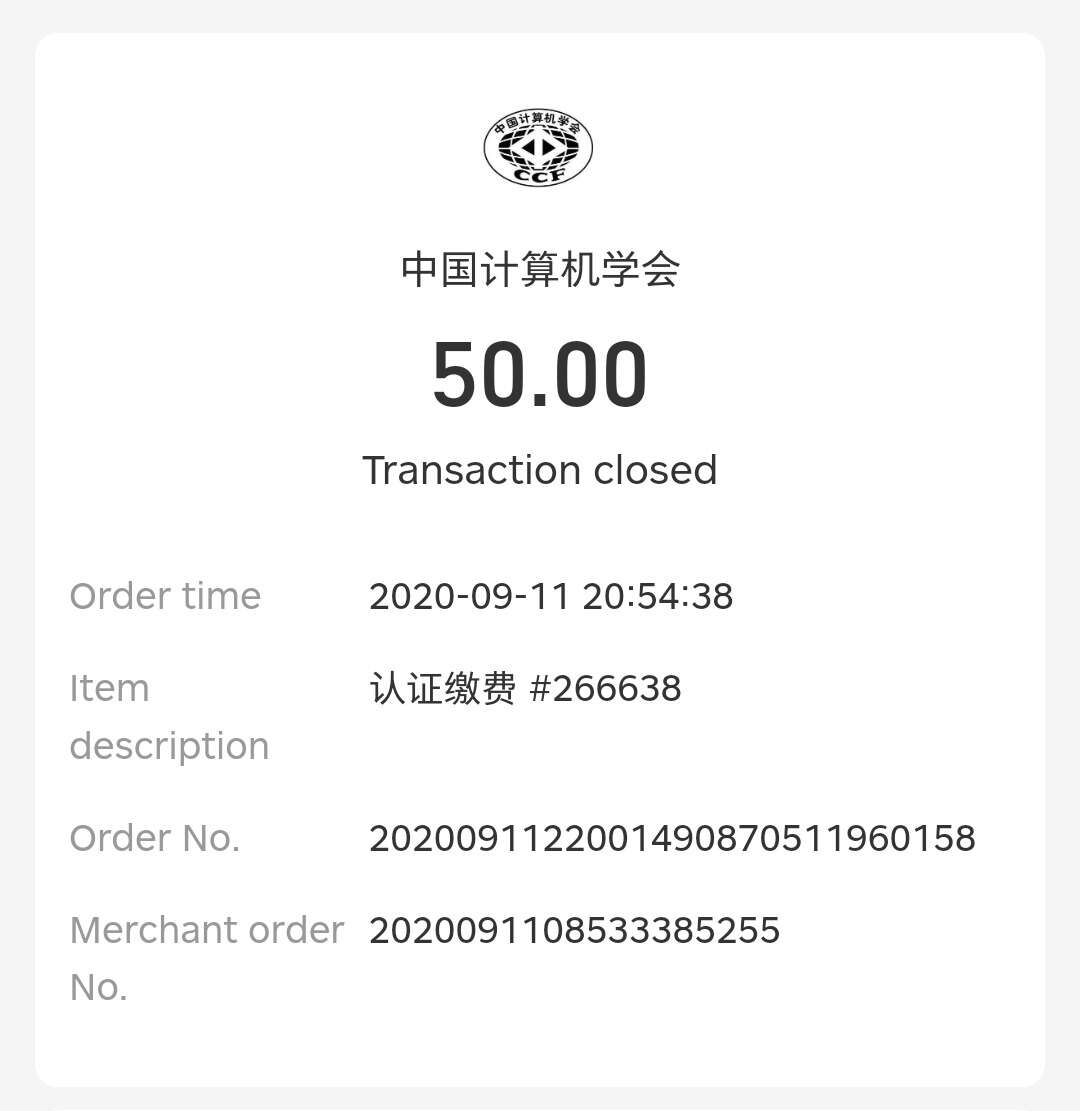 中国计算机学会
CCF
中国计算机学会
50.00
Transaction closed
Order time 2020-09-11 20:54:38
Item 认证缴费 #266638
description
Order No. 2020091122001490870511960158
Merchant order 2020091108533385255
No.